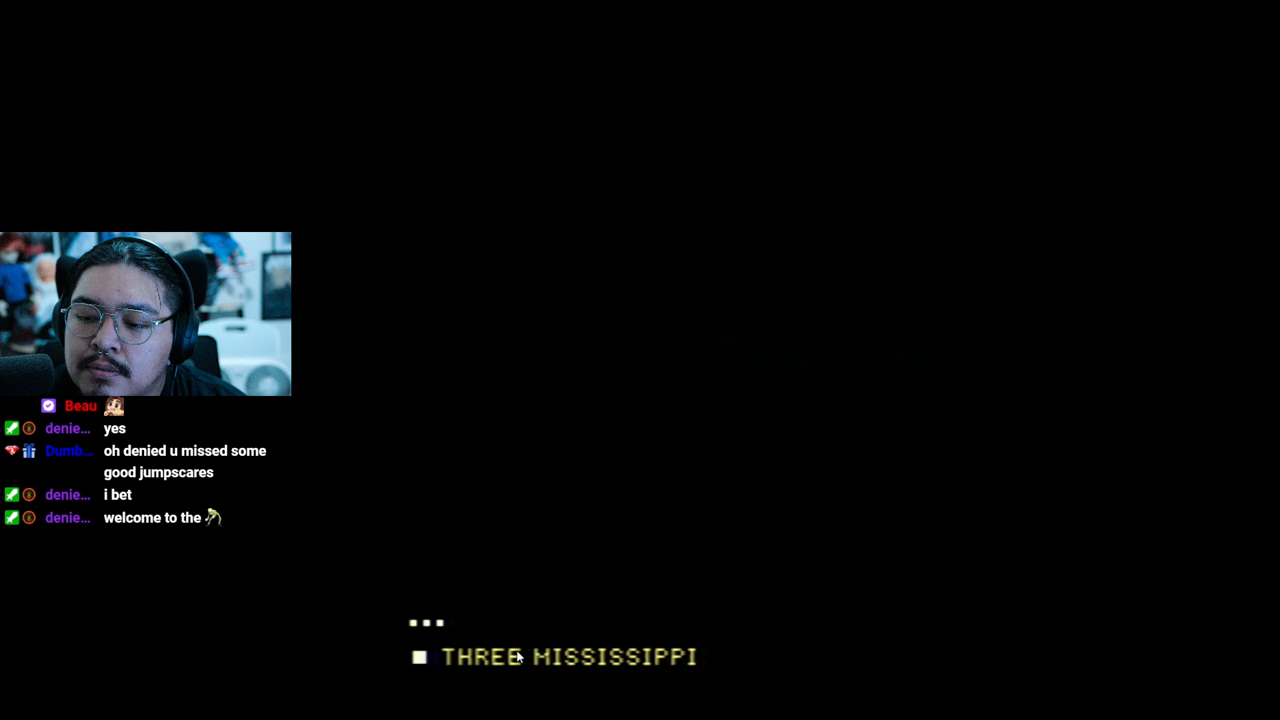 Beau
denie... yes
Dumb... oh denied u missed some
good jumpscares
denie... i bet
denie... welcome to the
...
THREE MISSISSIPPI